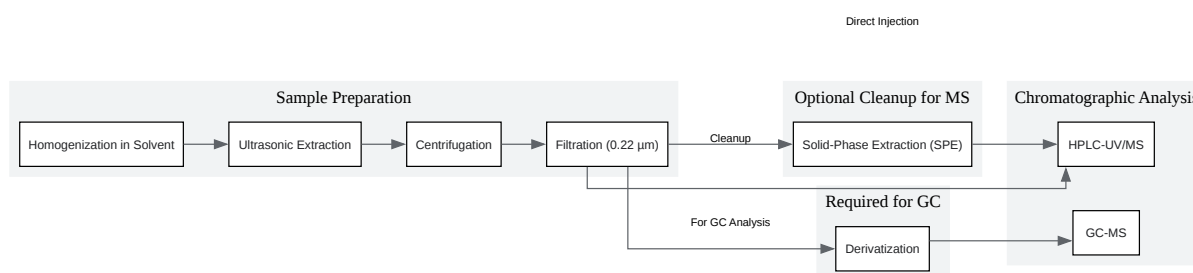 Direct Injection
Sample Preparation
Optional Cleanup for MS
Chromatographic Analysis
Homogenization in Solvent
Ultrasonic Extraction
Centrifugation
Filtration (0.22 µm)
Cleanup
Solid-Phase Extraction (SPE)
HPLC-UV/MS
Required for GC
For GC Analysis
Derivatization
GC-MS